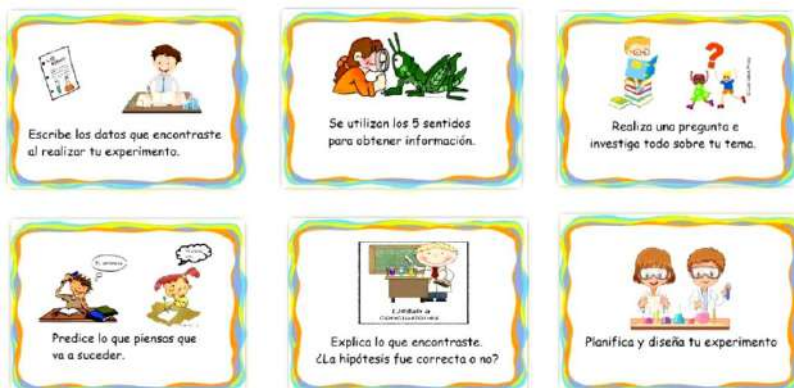 Escribe los datos que encontraste
al realizar tu experimento.
Se utilizan los 5 sentidos
para obtener información.
Realiza una pregunta e
investiga todo sobre tu tema.
Predice lo que piensas que
va a suceder.
Explica lo que encontraste.
¿La hipótesis fue correcta o no?
Planifica y diseña tu experimento